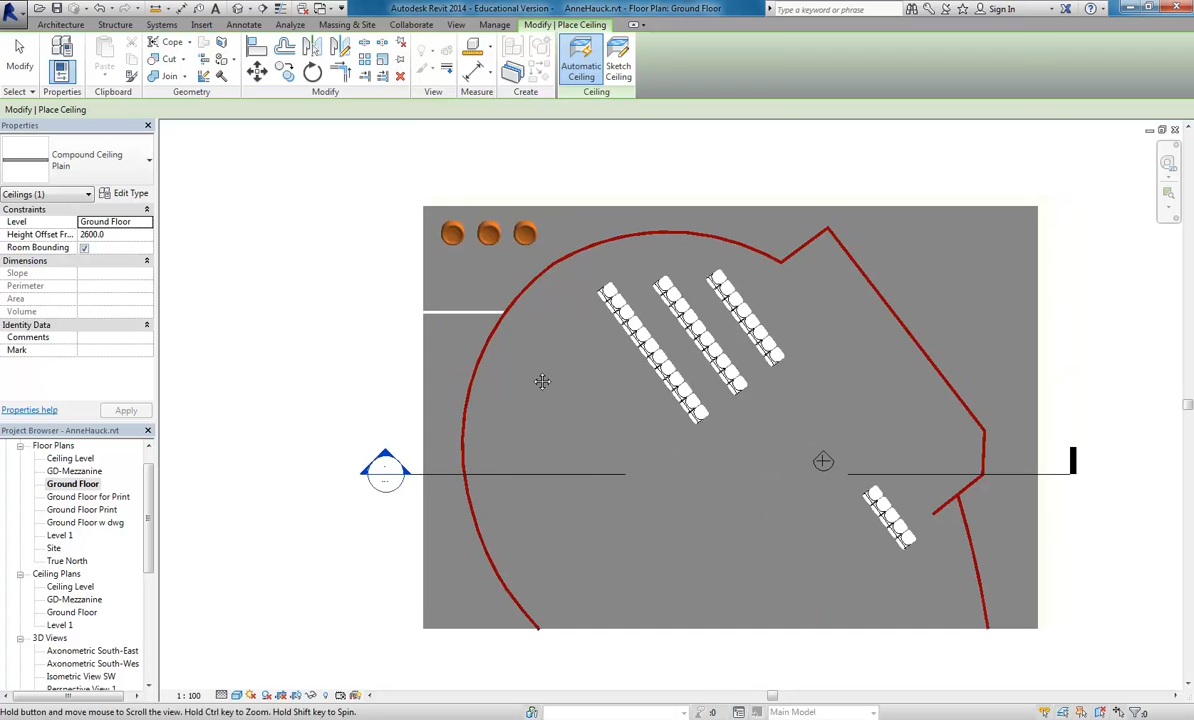 Autodesk Revit 2014 - Educational Version - AnneHauck.rvt - Floor Plan: Ground Floor
Type a keyword or phrase
Sign In
Architecture Structure Systems Insert Annotate Analyze Massing & Site Collaborate View Manage Modify | Place Ceiling
Modify
Properties
Paste
Cope
Cut
Join
Automatic Ceiling
Sketch Ceiling
Select Properties Clipboard Geometry Modify View Measure Create Ceiling
Modify | Place Ceiling
Properties
Compound Ceiling
Plain
Ceilings (1) Edit Type
Constraints
Level Ground Floor
Height Offset Fr... 2600.0
Room Bounding
Dimensions
Slope
Perimeter
Area
Volume
Identity Data
Comments
Mark
Properties help Apply
Project Browser - AnneHauck.rvt
Floor Plans
Ceiling Level
GD-Mezzanine
Ground Floor
Ground Floor for Print
Ground Floor Print
Ground Floor w dwg
Level 1
Site
True North
Ceiling Plans
Ceiling Level
GD-Mezzanine
Ground Floor
Level 1
3D Views
Axonometric South-East
Axonometric South-Wes
Isometric View SW
Perspective View 1
1 : 100
Hold button and move mouse to Scroll the view. Hold Ctrl key to Zoom. Hold Shift key to Spin.
:0
Main Model
:0